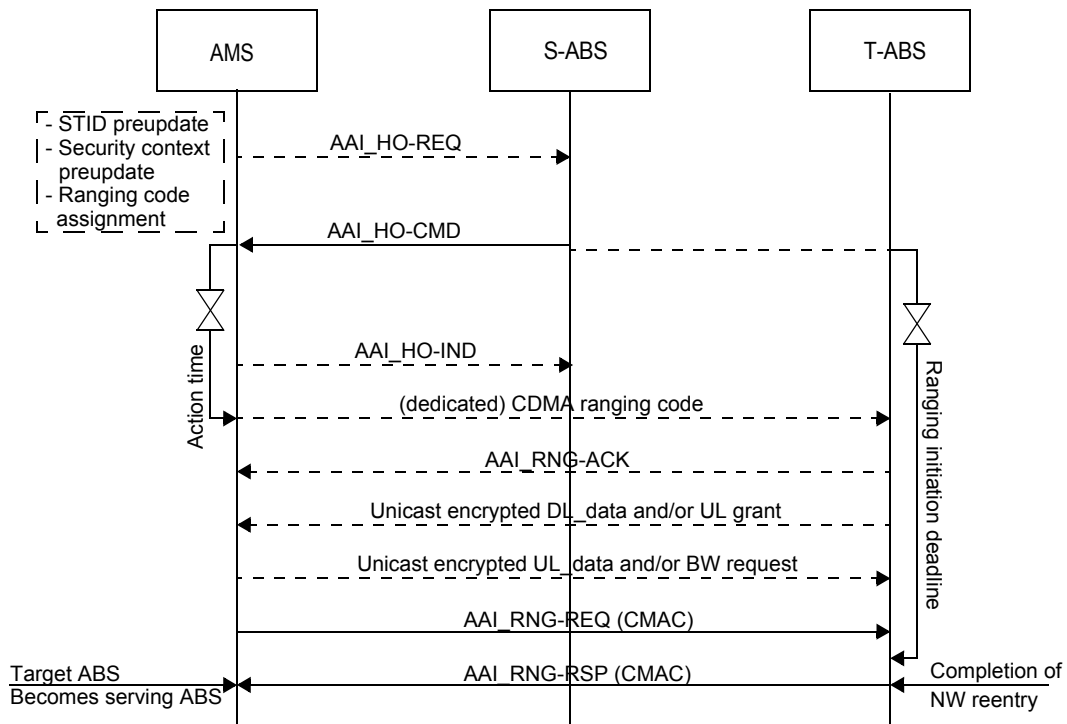 AMS
S-ABS
T-ABS
- STID preupdate
- Security context
preupdate
- Ranging code
assignment
AAI_HO-REQ
AAI_HO-CMD
AAI_HO-IND
Action time
(dedicated) CDMA ranging code
AAI_RNG-ACK
Unicast encrypted DL_data and/or UL grant
Unicast encrypted UL_data and/or BW request
Ranging initiation deadline
AAI_RNG-REQ (CMAC)
AAI_RNG-RSP (CMAC)
Target ABS
Becomes serving ABS
Completion of
NW reentry